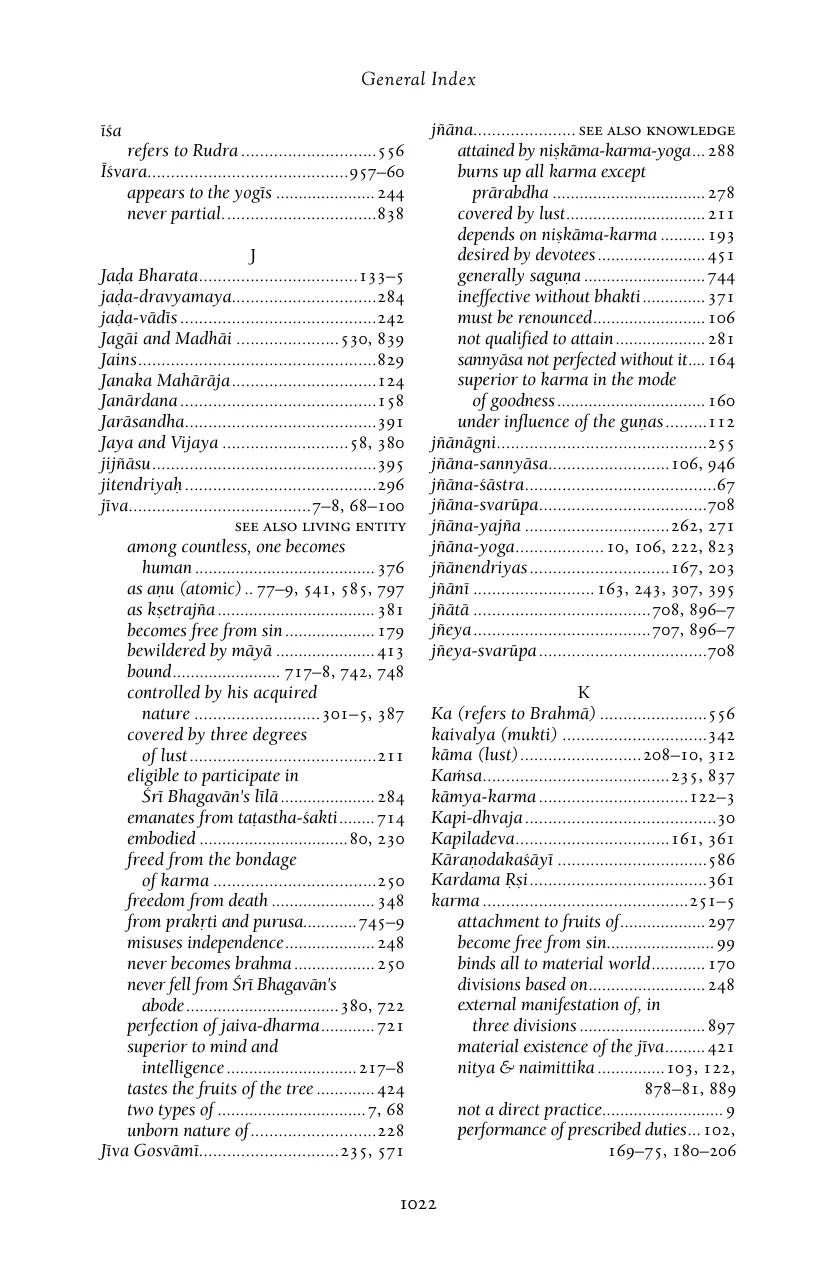 General Index
īśa
refers to Rudra ............................556
Īśvara..........................................957–60
appears to the yogīs ..................... 244
never partial................................838
J
Jaḍa Bharata.................................133–5
jaḍa-dravyamaya..............................284
jaḍa-vādīs .........................................242
Jagāi and Madhāi ......................530, 839
Jains..................................................829
Janaka Mahārāja..............................124
Janārdana .........................................158
Jarāsandha........................................391
Jaya and Vijaya ...........................58, 380
jijñāsu...............................................395
jitendriyaḥ ........................................296
jīva.......................................7–8, 68–100
SEE ALSO LIVING ENTITY
among countless, one becomes
human ...................................... 376
as aṇu (atomic) .. 77–9, 541, 585, 797
as kṣetrajña ................................. 381
becomes free from sin ................... 179
bewildered by māyā ..................... 413
bound....................... 717–8, 742, 748
controlled by his acquired
nature ...........................301–5, 387
covered by three degrees
of lust........................................211
eligible to participate in
Śrī Bhagavān's līlā .................... 284
emanates from taṭastha-śakti........ 714
embodied ................................80, 230
freed from the bondage
of karma ...................................250
freedom from death ...................... 348
from prakṛti and purusa............745–9
misuses independence................... 248
never becomes brahma .................. 250
never fell from Śrī Bhagavān's
abode.................................380, 722
perfection of jaiva-dharma............ 721
superior to mind and
intelligence ............................217–8
tastes the fruits of the tree ............ 424
two types of ................................7, 68
unborn nature of...........................228
Jīva Gosvāmī..............................235, 571
jñāna...................... SEE ALSO KNOWLEDGE
attained by niṣkāma-karma-yoga... 288
burns up all karma except
prārabdha ................................ 278
covered by lust.............................. 211
depends on niṣkāma-karma .......... 193
desired by devotees ....................... 451
generally saguṇa .......................... 744
ineffective without bhakti............. 371
must be renounced........................ 106
not qualified to attain ................... 281
sannyāsa not perfected without it.... 164
superior to karma in the mode
of goodness ............................... 160
under influence of the guṇas.........112
jñānāgni............................................255
jñāna-sannyāsa..........................106, 946
jñāna-śāstra.......................................67
jñāna-svarūpa...................................708
jñāna-yajña ...............................262, 271
jñāna-yoga................... 10, 106, 222, 823
jñānendriyas ..............................167, 203
jñānī .......................... 163, 243, 307, 395
jñātā ......................................708, 896–7
jñeya......................................707, 896–7
jñeya-svarūpa...................................708
K
Ka (refers to Brahmā) .......................556
kaivalya (mukti) ...............................342
kāma (lust)..........................208–10, 312
Kaṁsa........................................235, 837
kāmya-karma ................................122–3
Kapi-dhvaja........................................30
Kapiladeva.................................161, 361
Kāraṇodakaśāyī ................................586
Kardama Ṛṣi......................................361
karma ............................................251–5
attachment to fruits of.................. 297
become free from sin....................... 99
binds all to material world............ 170
divisions based on......................... 248
external manifestation of, in
three divisions ........................... 897
material existence of the jīva......... 421
nitya & naimittika ...............103, 122,
878–81, 889
not a direct practice.......................... 9
performance of prescribed duties... 102,
169–75, 180–206
1022